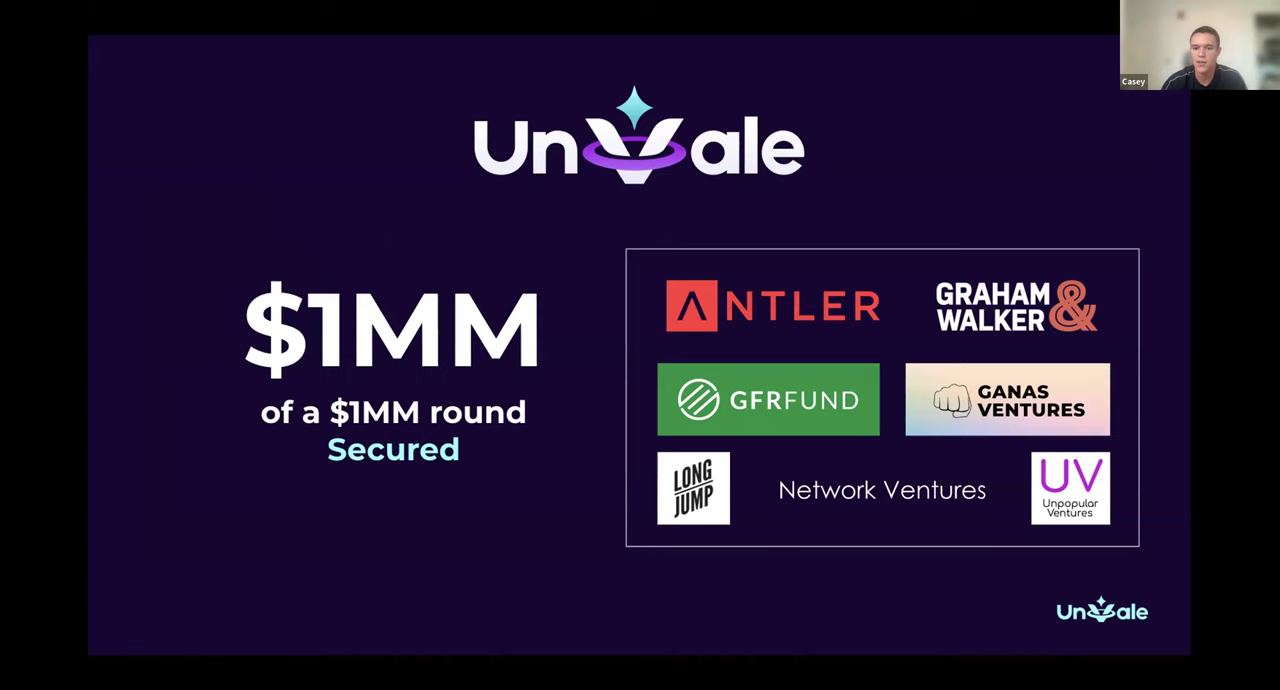 Casey
UnVale
$1MM
of a $1MM round
Secured
ANTLER
GRAHAM
WALKER &
GFRFUND
GANAS
VENTURES
LONG
JUMP
Network Ventures
UV
Unpopular
Ventures
UnVale